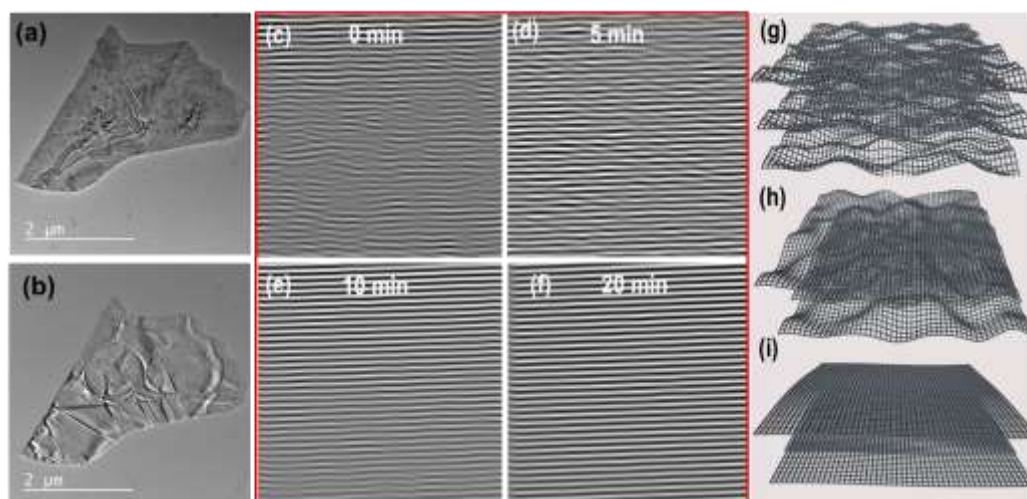 (a)
2 µm
(b)
2 µm
(c) 0 min
(d) 5 min
(e) 10 min
(f) 20 min
(g)
(h)
(i)